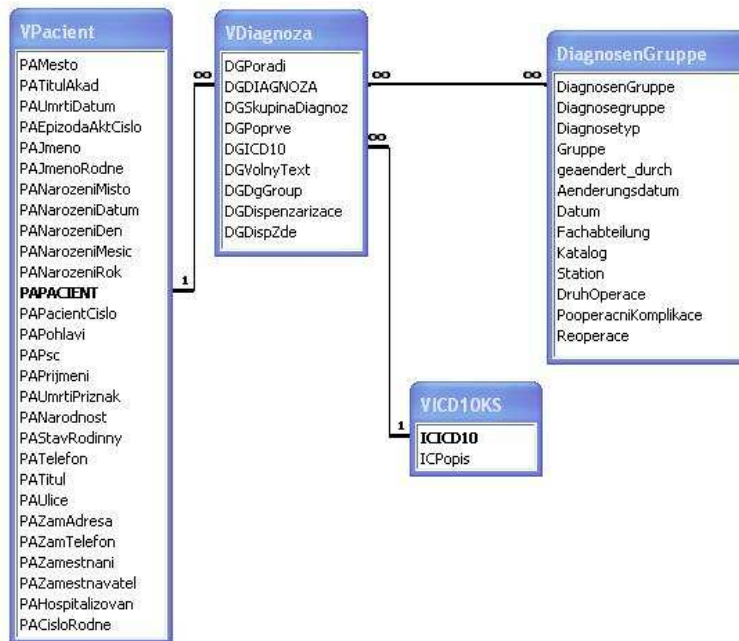 VPacient
PAMesto
PATitulAkad
PAUmrtiDatum
PAEpizodaAktCislo
PAJmeno
PAJmenoRodne
PANarozeniMisto
PANarozeniDatum
PANarozeniDen
PANarozeniMesic
PANarozeniRok
PAPACIENT
PAPacientCislo
PAPohlavi
PAPsc
PAPrijmeni
PAUmrtiPriznak
PANarodnost
PAStavRodinny
PATelefon
PATitul
PAUlice
PAZamAdresa
PAZamTelefon
PAZamestnani
PAZamestnavatel
PAHospitalizovan
PACisloRodne
∞
1
VDiagnoza
DGPoradi
DGDIAGNOZA
DGSkupinaDiagnoz
DGPoprve
DGICD10
DGVolnyText
DGDgGroup
DGDispenzarizace
DGDispZde
∞
∞
∞
1
DiagnosenGruppe
DiagnosenGruppe
Diagnosegruppe
Diagnosetyp
Gruppe
geaendert_durch
Aenderungsdatum
Datum
Fachabteilung
Katalog
Station
DruhOperace
PooperacniKomplikace
Reoperace
VICD10KS
ICICD10
ICPopis